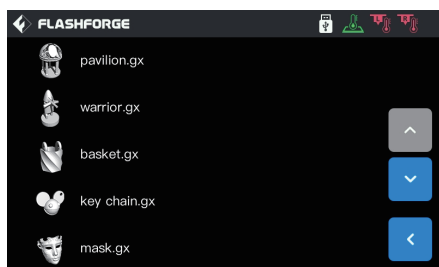 FLASHFORGE
L
R
pavilion.gx
warrior.gx
basket.gx
key chain.gx
mask.gx